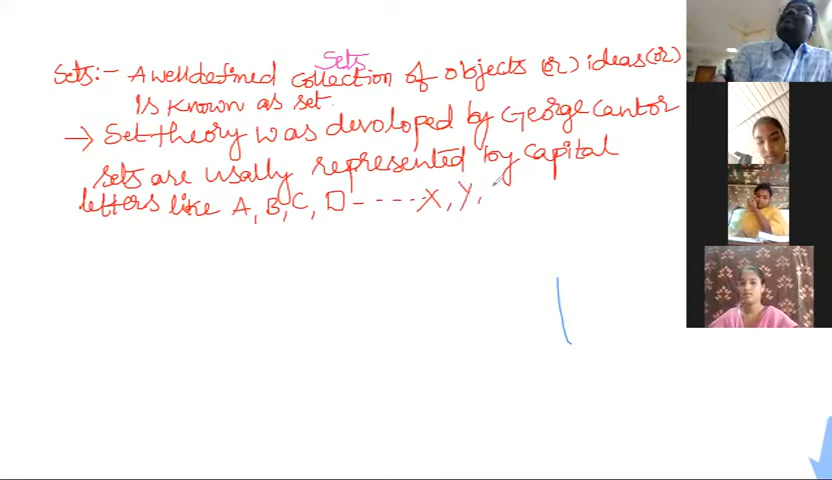 Sets
Sets:- A welldefined collection of objects (or) ideas (or)
is known as set.
→ Set theory was devoloped by George cantor
sets are usally represented by capital
letters like A, B, C, D - - - - - X, Y,